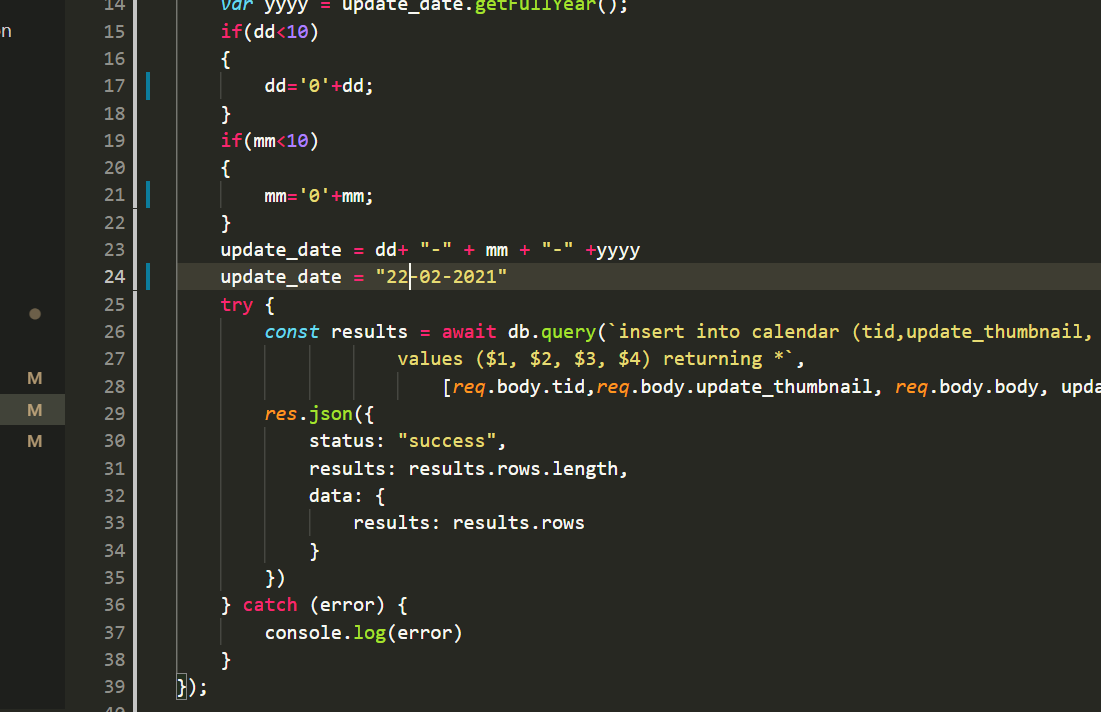 n
14 var yyyy = update_date.getFullYear();
15 if(dd<10)
16 {
17 dd='0'+dd;
18 }
19 if(mm<10)
20 {
21 mm='0'+mm;
22 }
23 update_date = dd+ "-" + mm + "-" +yyyy
24 update_date = "22-02-2021"
25 try {
26 const results = await db.query(`insert into calendar (tid,update_thumbnail,
27 values ($1, $2, $3, $4) returning *`,
M
28 [req.body.tid,req.body.update_thumbnail, req.body.body, upda
M
29 res.json({
M
30 status: "success",
31 results: results.rows.length,
32 data: {
33 results: results.rows
34 }
35 })
36 } catch (error) {
37 console.log(error)
38 }
39 });